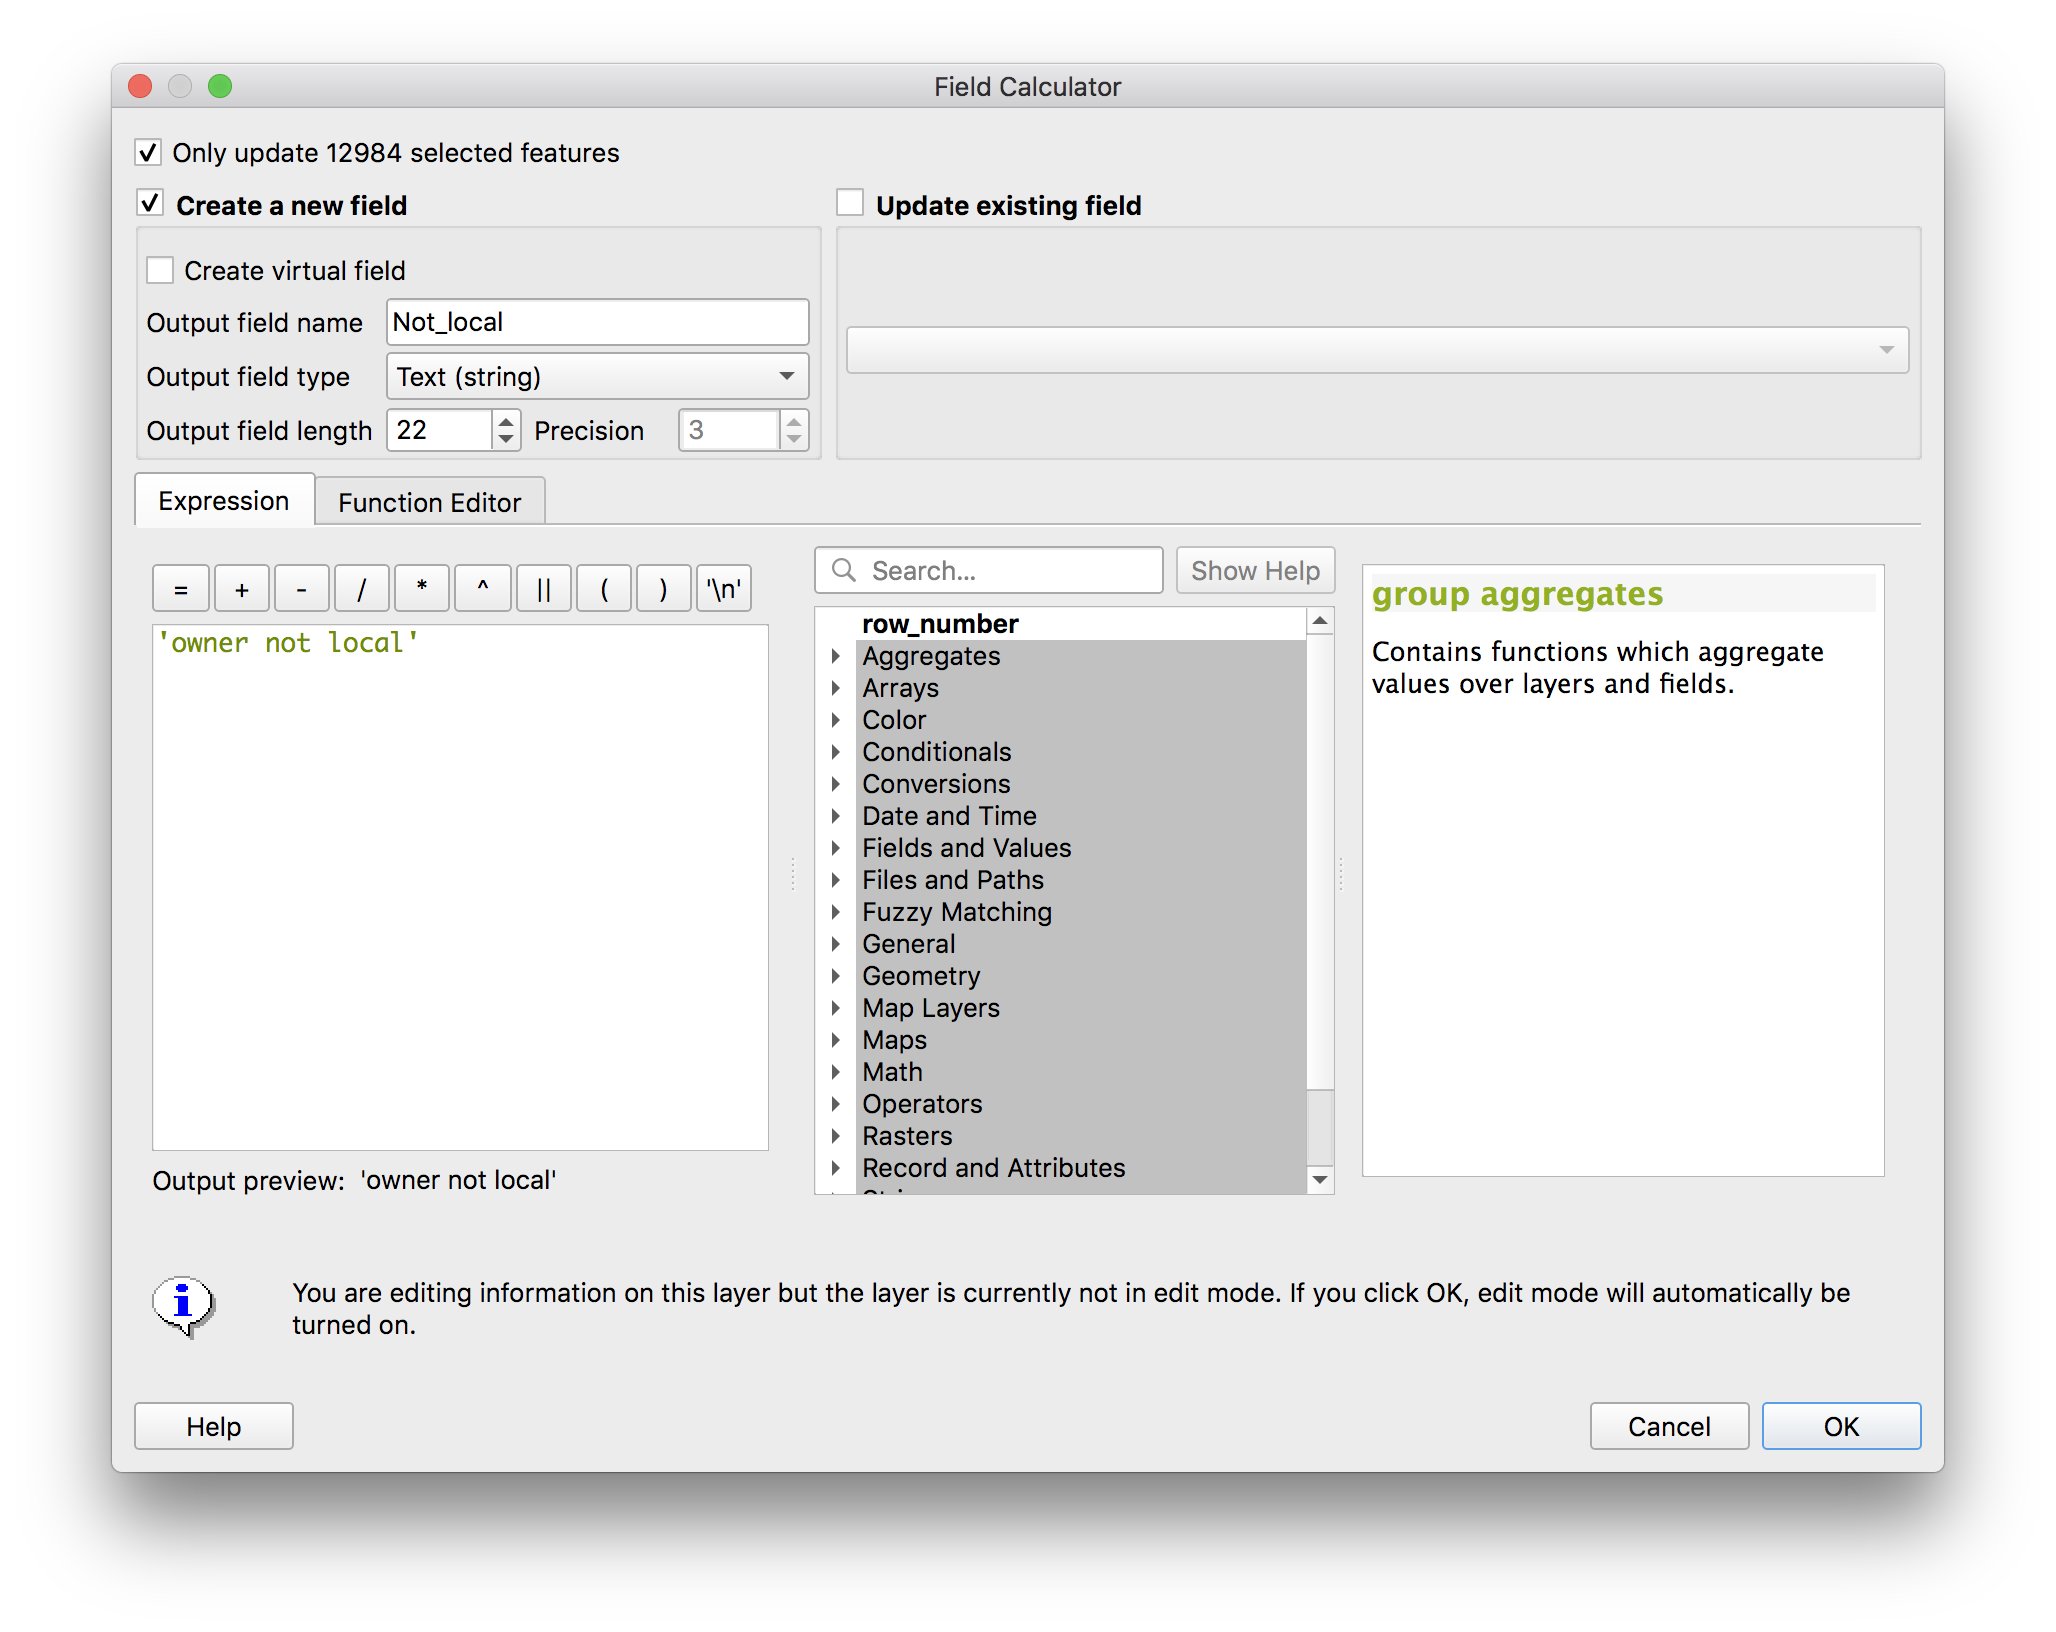 Field Calculator
Only update 12984 selected features
Create a new field
Update existing field
Create virtual field
Output field name Not_local
Output field type Text (string)
Output field length 22 Precision 3
Expression Function Editor
= + - / * ^ || ( ) '\n'
'owner not local'
Output preview: 'owner not local'
Search... Show Help
row_number
Aggregates
Arrays
Color
Conditionals
Conversions
Date and Time
Fields and Values
Files and Paths
Fuzzy Matching
General
Geometry
Map Layers
Maps
Math
Operators
Rasters
Record and Attributes
group aggregates
Contains functions which aggregate
values over layers and fields.
You are editing information on this layer but the layer is currently not in edit mode. If you click OK, edit mode will automatically be
turned on.
Help Cancel OK